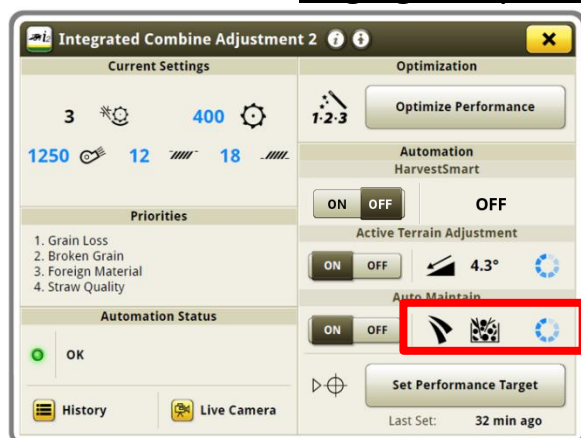 Integrated Combine Adjustment 2
Current Settings
3
400
1250
12
18
Priorities
1. Grain Loss
2. Broken Grain
3. Foreign Material
4. Straw Quality
Automation Status
OK
History
Live Camera
Optimization
1·2·3
Optimize Performance
Automation
HarvestSmart
ON OFF
OFF
Active Terrain Adjustment
ON OFF
4.3°
Auto Maintain
ON OFF
Set Performance Target
Last Set: 32 min ago